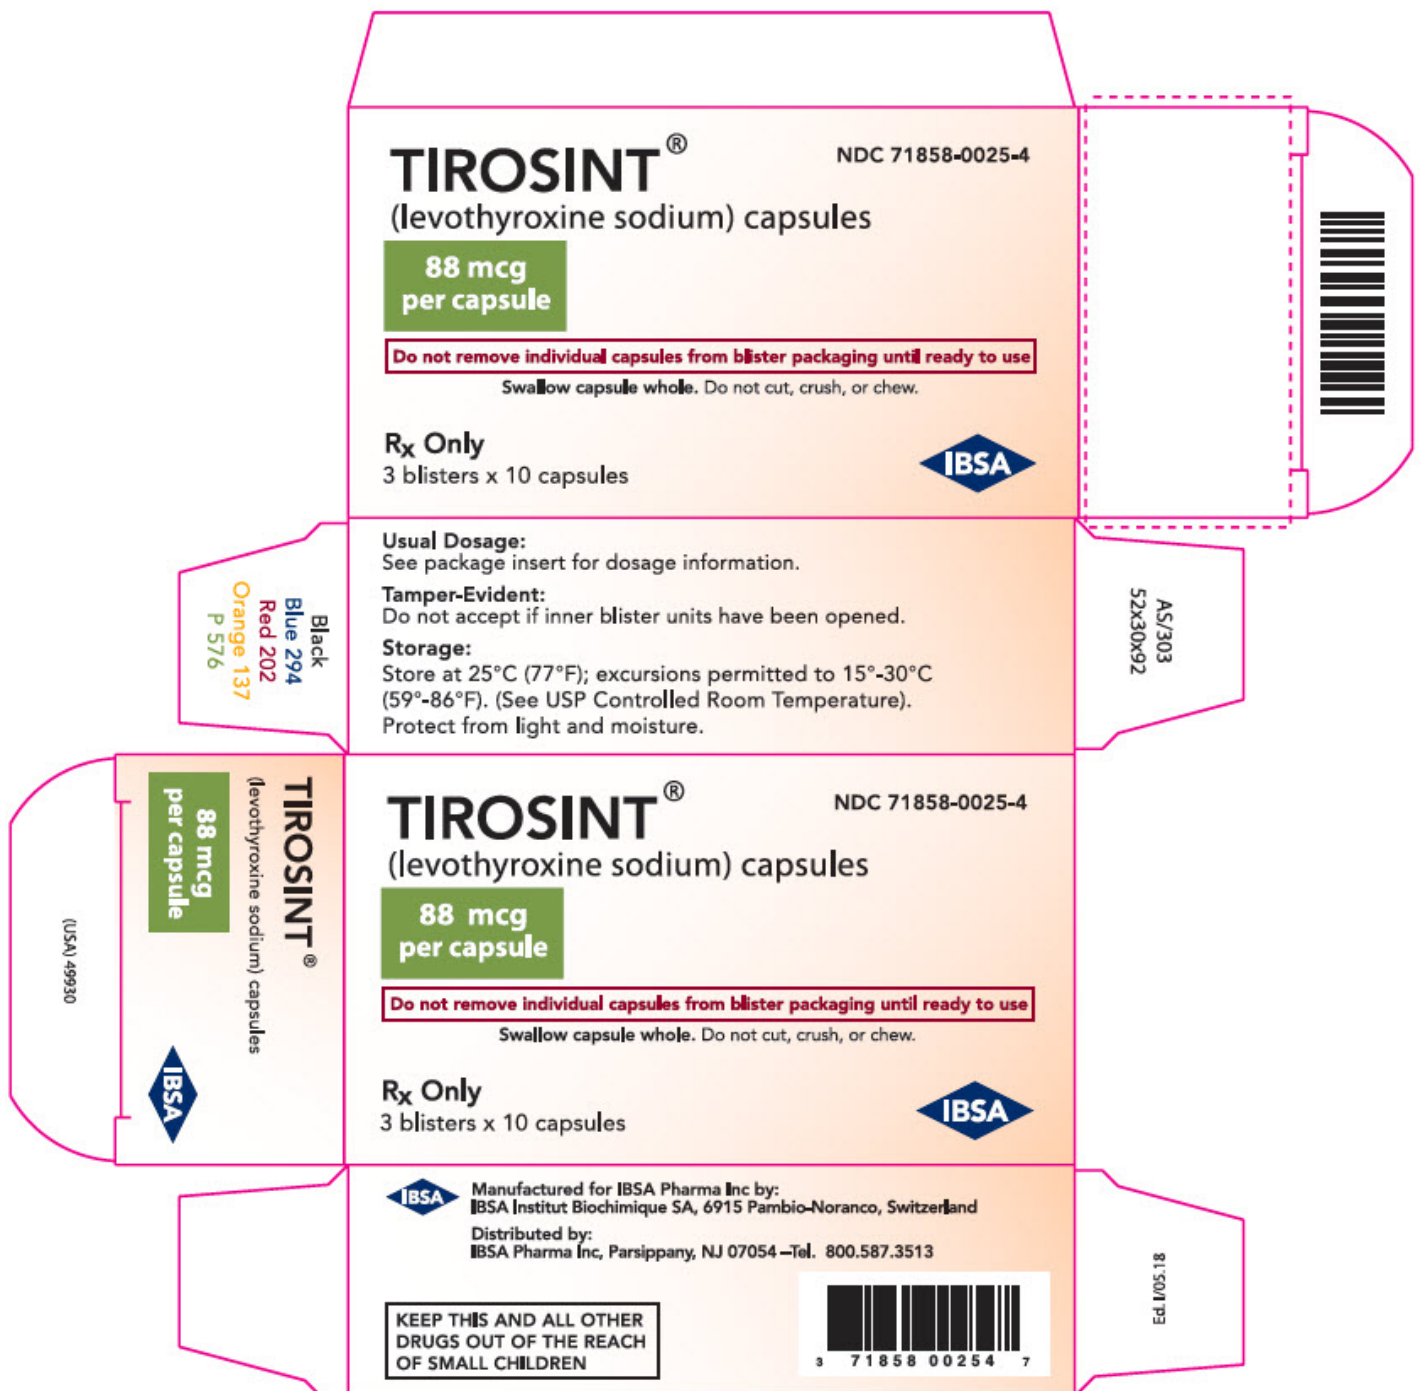 TIROSINT®
NDC 71858-0025-4
(levothyroxine sodium) capsules
88 mcg
per capsule
Do not remove individual capsules from blister packaging until ready to use
Swallow capsule whole. Do not cut, crush, or chew.
Rx Only
3 blisters x 10 capsules
IBSA
Black
Blue 294
Red 202
Orange 137
P 576
Usual Dosage:
See package insert for dosage information.
Tamper-Evident:
Do not accept if inner blister units have been opened.
Storage:
Store at 25°C (77°F); excursions permitted to 15°-30°C
(59°-86°F). (See USP Controlled Room Temperature).
Protect from light and moisture.
AS/303
52x30x92
TIROSINT®
(levothyroxine sodium) capsules
88 mcg
per capsule
IBSA
(USA) 49930
TIROSINT®
NDC 71858-0025-4
(levothyroxine sodium) capsules
88 mcg
per capsule
Do not remove individual capsules from blister packaging until ready to use
Swallow capsule whole. Do not cut, crush, or chew.
Rx Only
3 blisters x 10 capsules
IBSA
IBSA
Manufactured for IBSA Pharma Inc by:
IBSA Institut Biochimique SA, 6915 Pambio-Noranco, Switzerland
Distributed by:
IBSA Pharma Inc, Parsippany, NJ 07054 –Tel. 800.587.3513
KEEP THIS AND ALL OTHER
DRUGS OUT OF THE REACH
OF SMALL CHILDREN
3 71858 00254 7
Ed.I/05.18